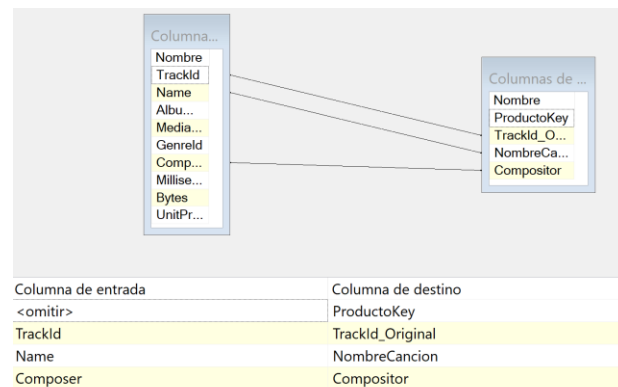 Columna...
Nombre
TrackId
Name
Albu...
Media...
GenreId
Comp...
Millise...
Bytes
UnitPr...
Columnas de ...
Nombre
ProductoKey
TrackId_O...
NombreCa...
Compositor
Columna de entrada Columna de destino
<omitir> ProductoKey
TrackId TrackId_Original
Name NombreCancion
Composer Compositor